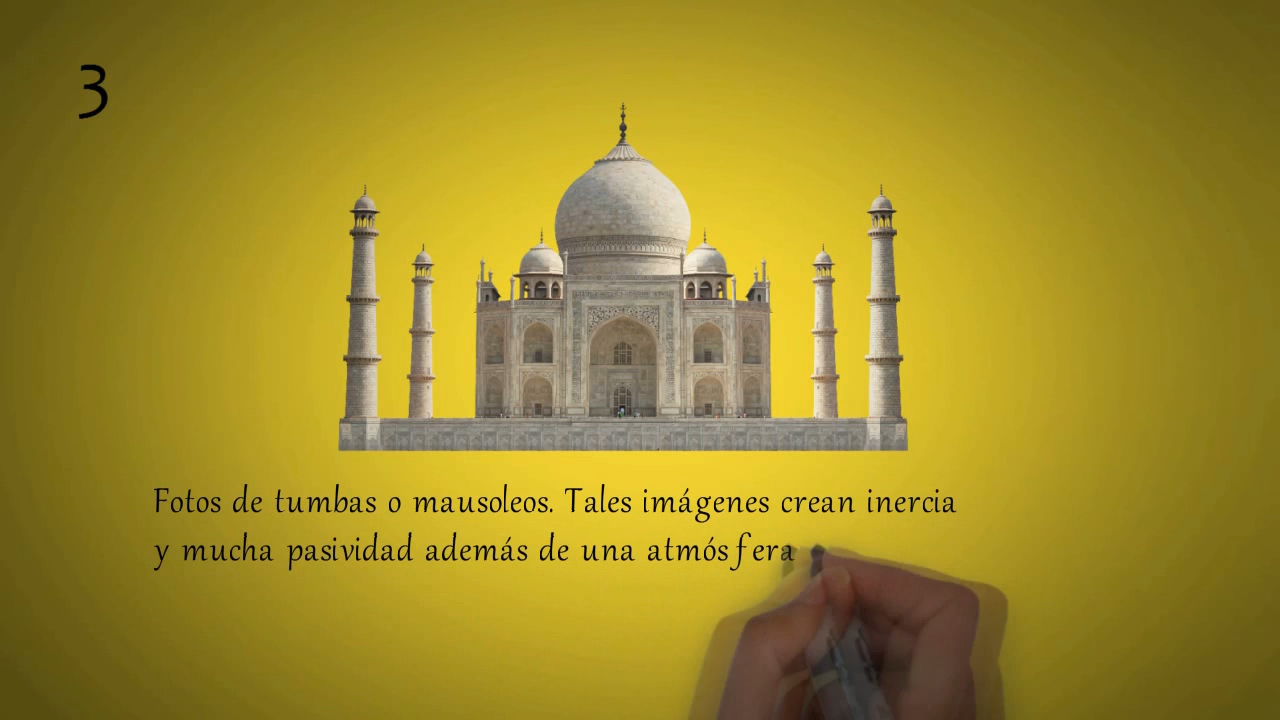 3
Fotos de tumbas o mausoleos. Tales imágenes crean inercia
y mucha pasividad además de una atmósfera